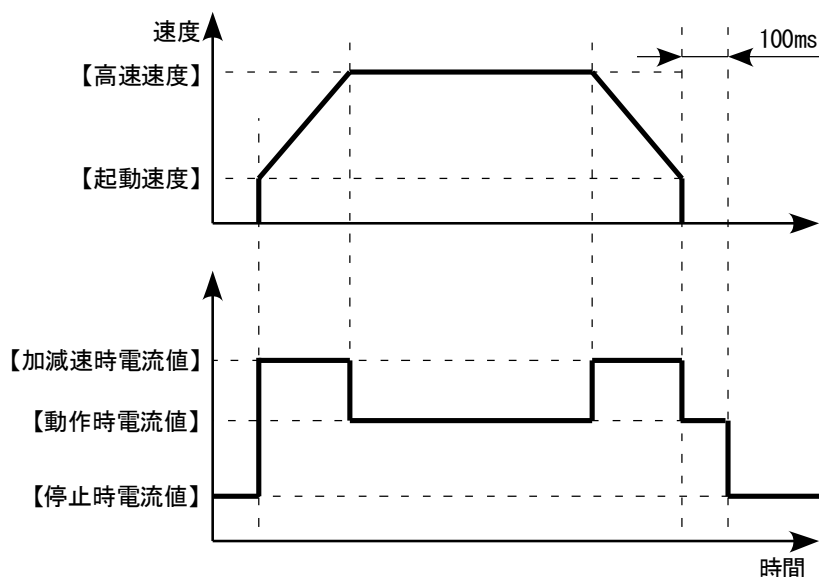 速度
100ms
【高速速度】
【起動速度】
【加減速時電流値】
【動作時電流値】
【停止時電流値】
時間